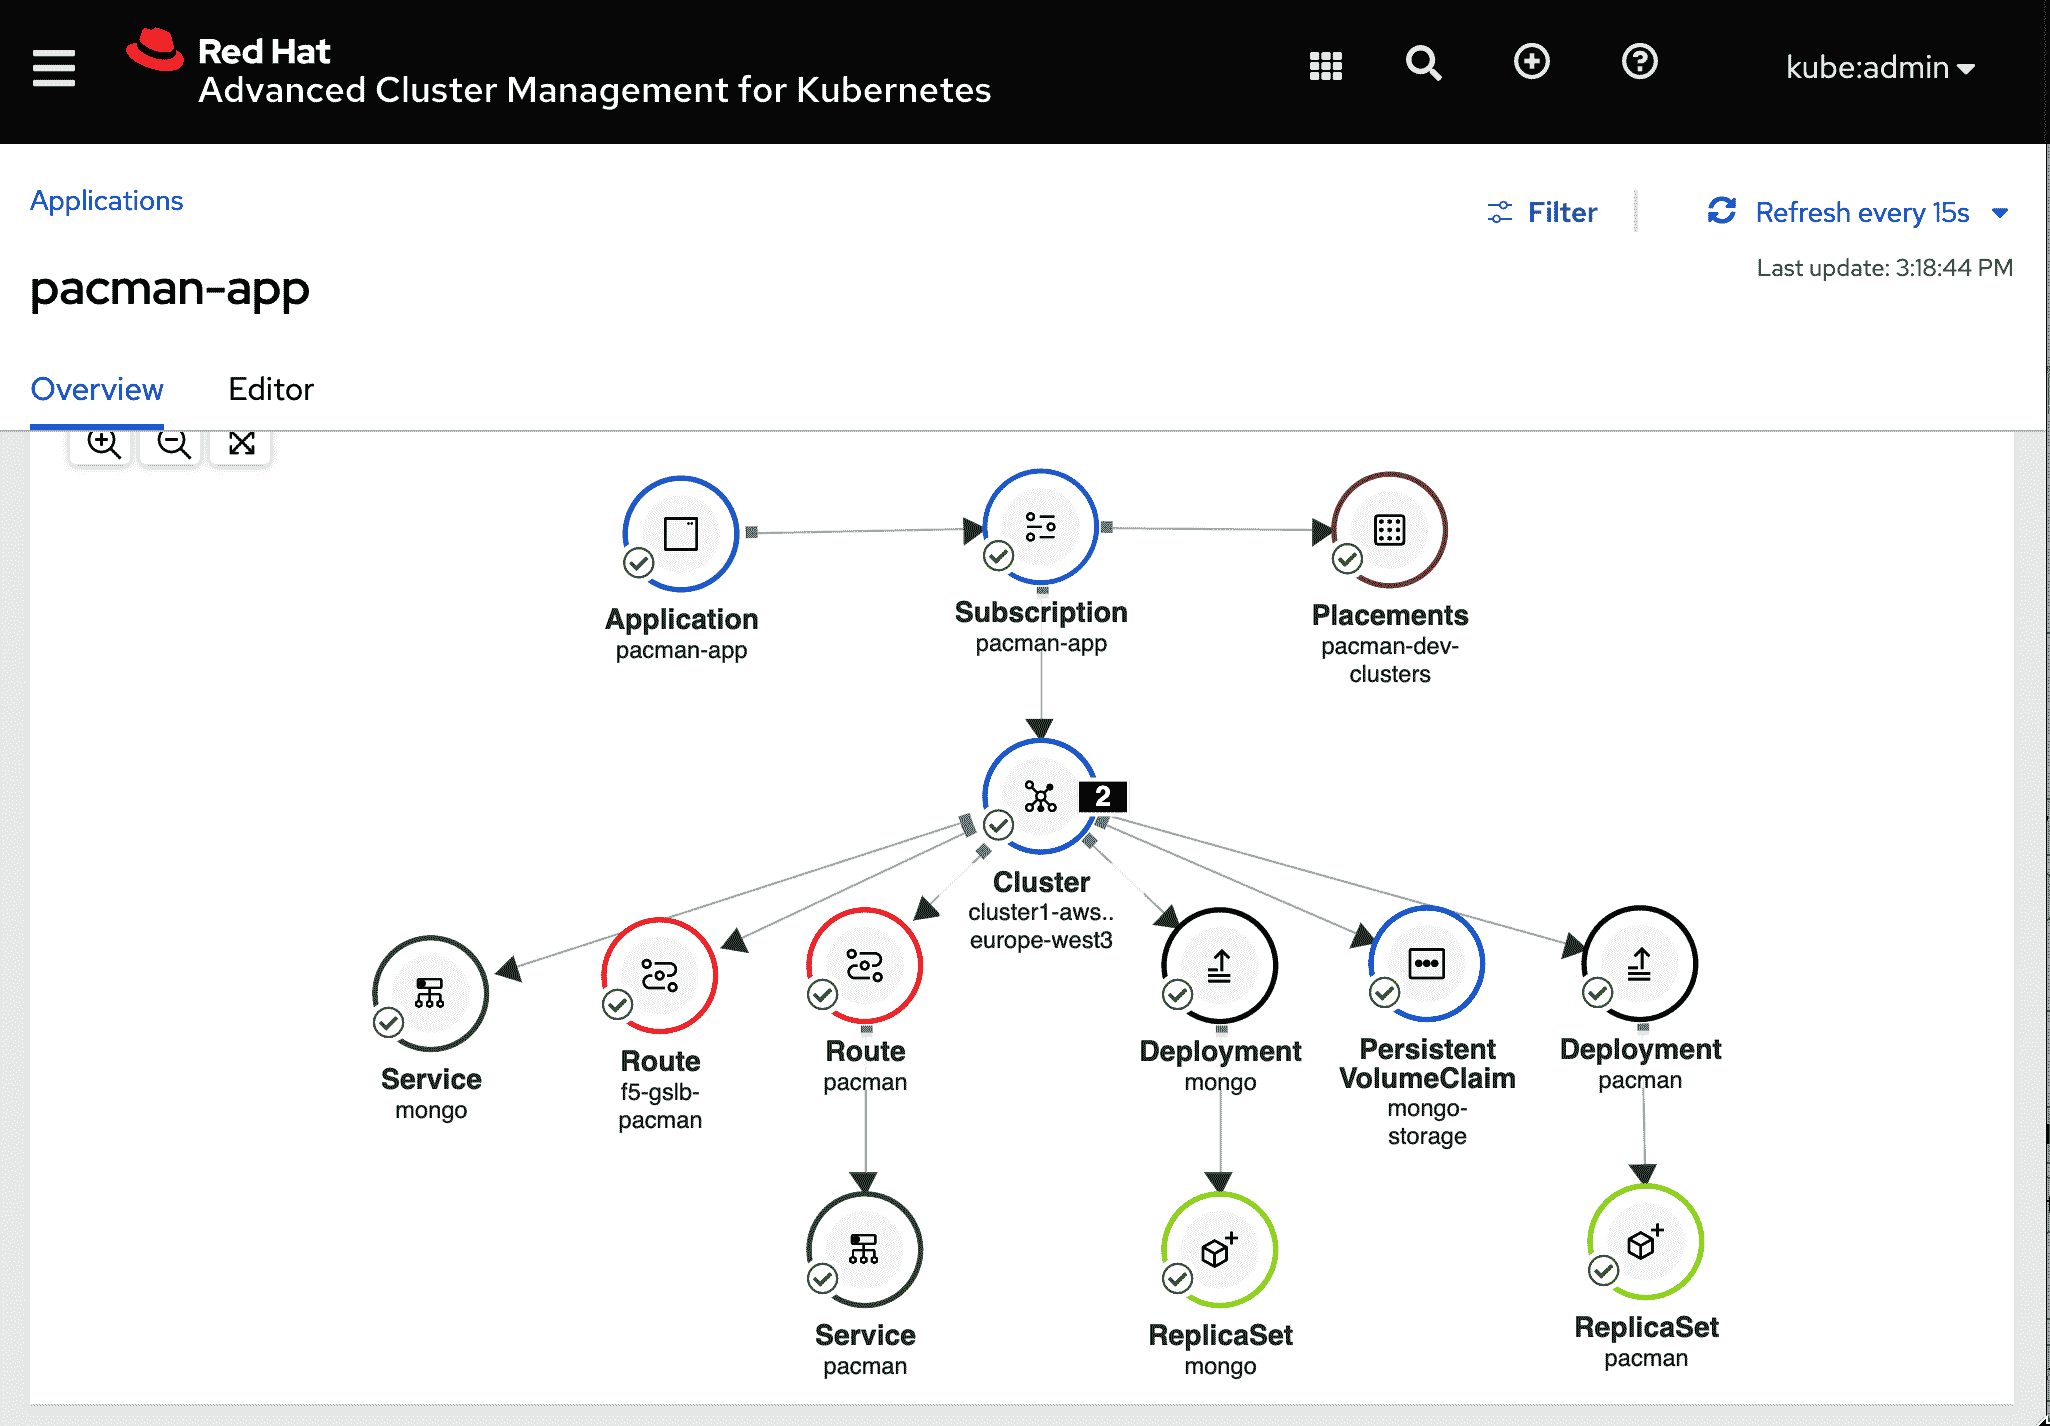 Red Hat
Advanced Cluster Management for Kubernetes
kube:admin
Applications
Filter
Refresh every 15s
Last update: 3:18:44 PM
pacman-app
Overview
Editor
Application
pacman-app
Subscription
pacman-app
Placements
pacman-dev-
clusters
2
Cluster
cluster1-aws..
europe-west3
Service
mongo
Route
f5-gslb-
pacman
Route
pacman
Deployment
mongo
Persistent
VolumeClaim
mongo-
storage
Deployment
pacman
Service
pacman
ReplicaSet
mongo
ReplicaSet
pacman